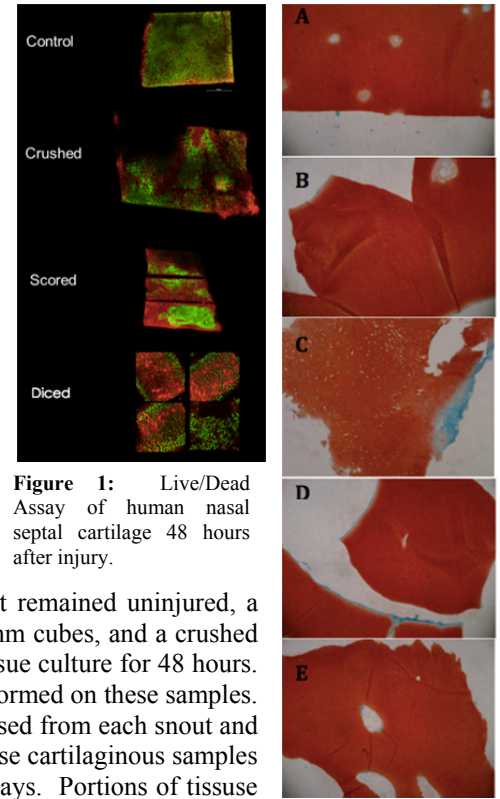 Control
Crushed
Scored
Diced
Figure 1: Live/Dead
Assay of human nasal
septal cartilage 48 hours
after injury.
t remained uninjured, a
nm cubes, and a crushed
sue culture for 48 hours.
ormed on these samples.
sed from each snout and
se cartilaginous samples
ays. Portions of tissuse
A
B
C
D
E